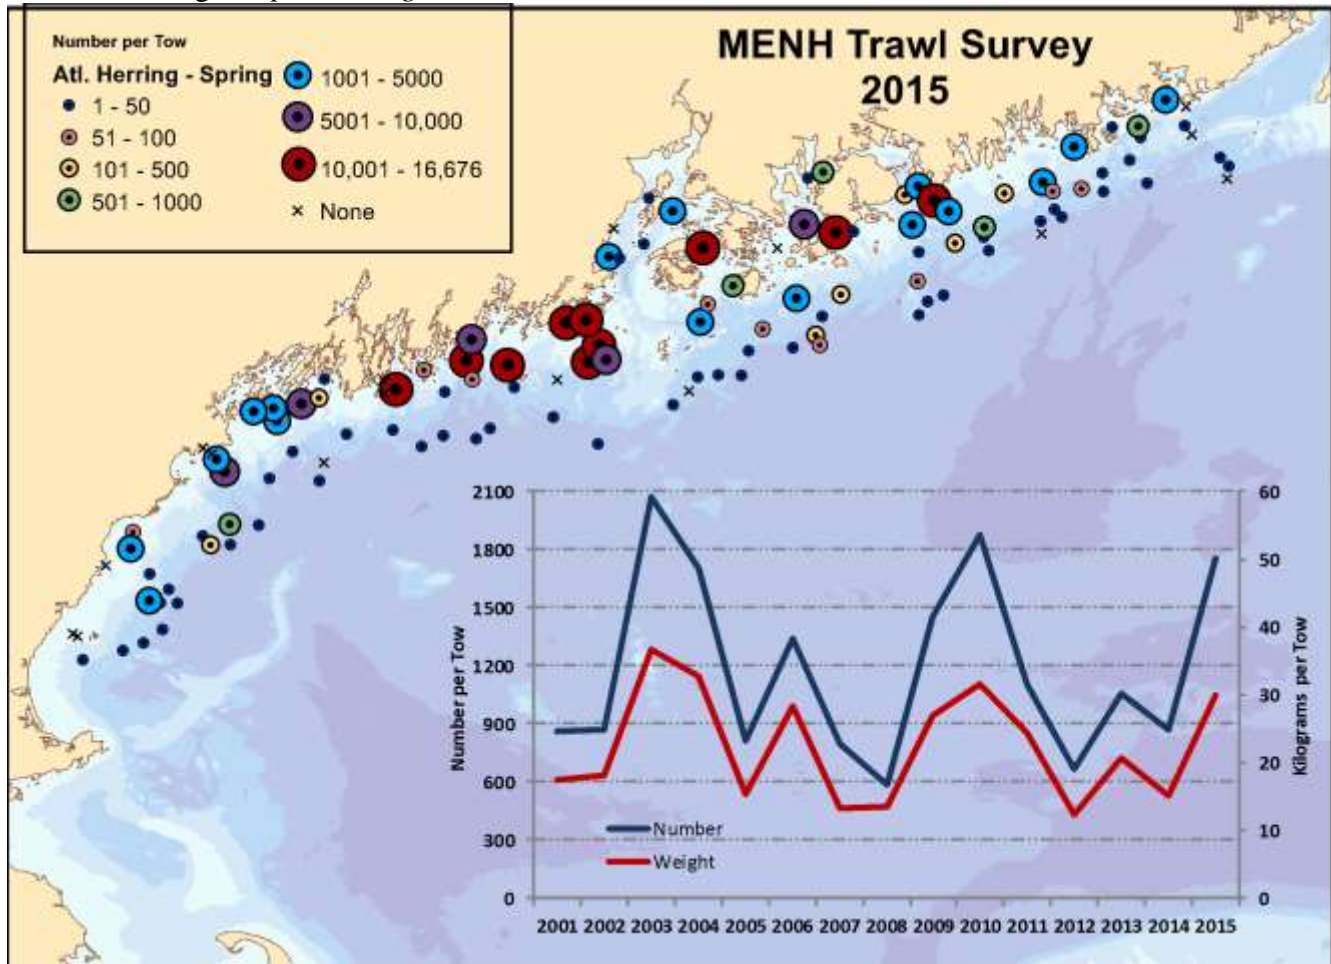 Number per Tow
Atl. Herring - Spring
1 - 50
51 - 100
101 - 500
501 - 1000
1001 - 5000
5001 - 10,000
10,001 - 16,676
× None
MENH Trawl Survey
2015
Number per Tow
2100
1800
1500
1200
900
600
300
0
60
50
40
30
20
10
0
Kilograms per Tow
Number
Weight
2001 2002 2003 2004 2005 2006 2007 2008 2009 2010 2011 2012 2013 2014 2015